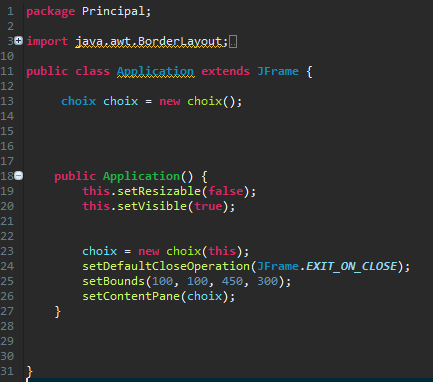 1 package Principal;
2
3 import java.awt.BorderLayout;
10
11 public class Application extends JFrame {
12
13 choix choix = new choix();
14
15
16
17
18 public Application() {
19 this.setResizable(false);
20 this.setVisible(true);
21
22
23 choix = new choix(this);
24 setDefaultCloseOperation(JFrame.EXIT_ON_CLOSE);
25 setBounds(100, 100, 450, 300);
26 setContentPane(choix);
27 }
28
29
30
31 }